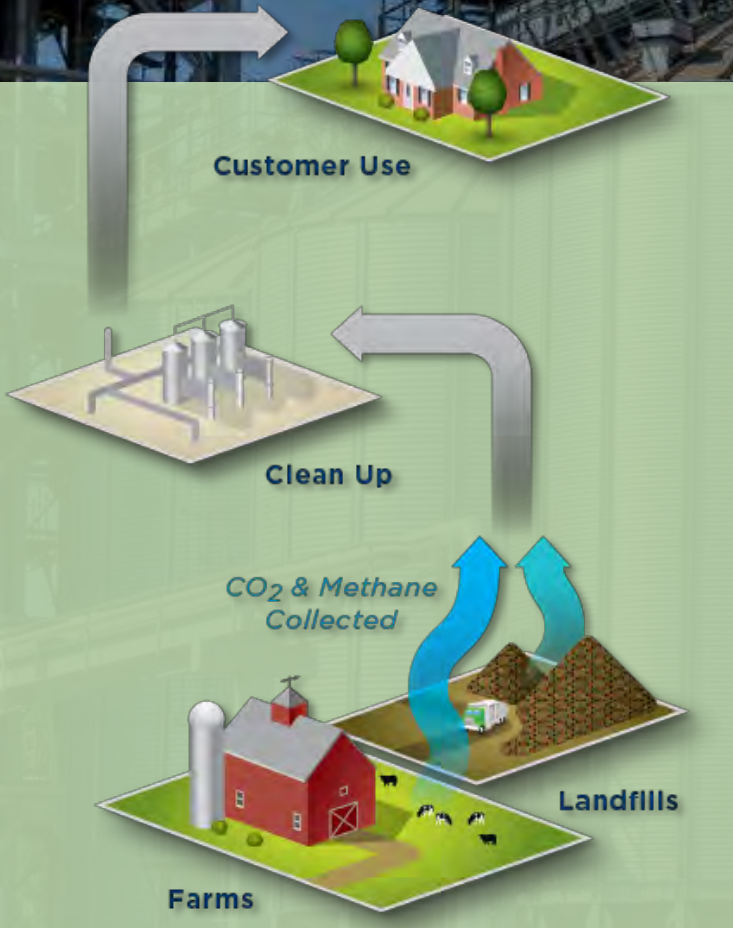 Customer Use
Clean Up
CO2 & Methane
Collected
Landfills
Farms